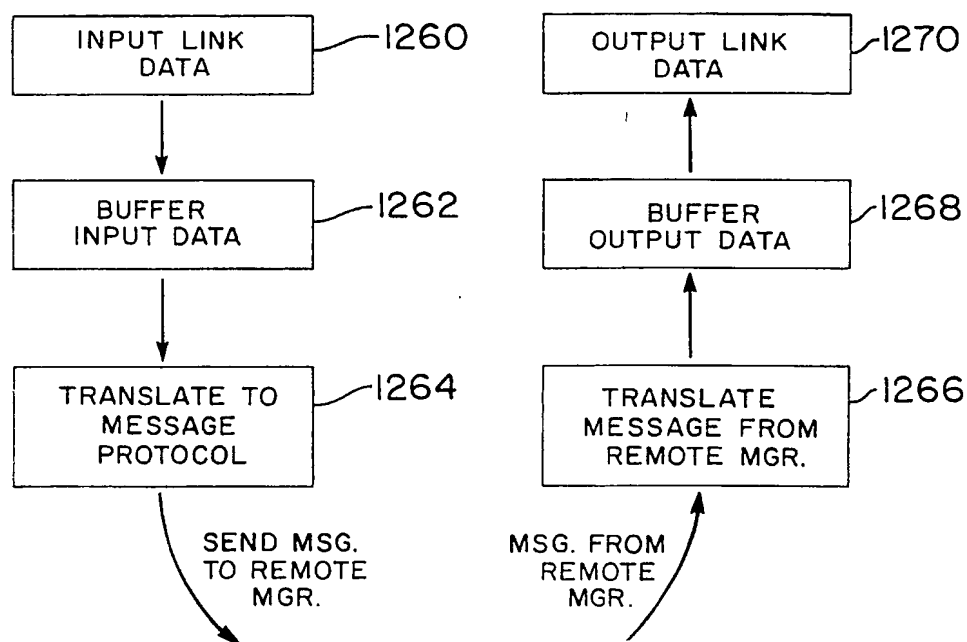 INPUT LINK
DATA
1260
BUFFER
INPUT DATA
1262
TRANSLATE TO
MESSAGE
PROTOCOL
1264
SEND MSG.
TO REMOTE
MGR.
OUTPUT LINK
DATA
1270
BUFFER
OUTPUT DATA
1268
TRANSLATE
MESSAGE FROM
REMOTE MGR.
1266
MSG. FROM
REMOTE
MGR.